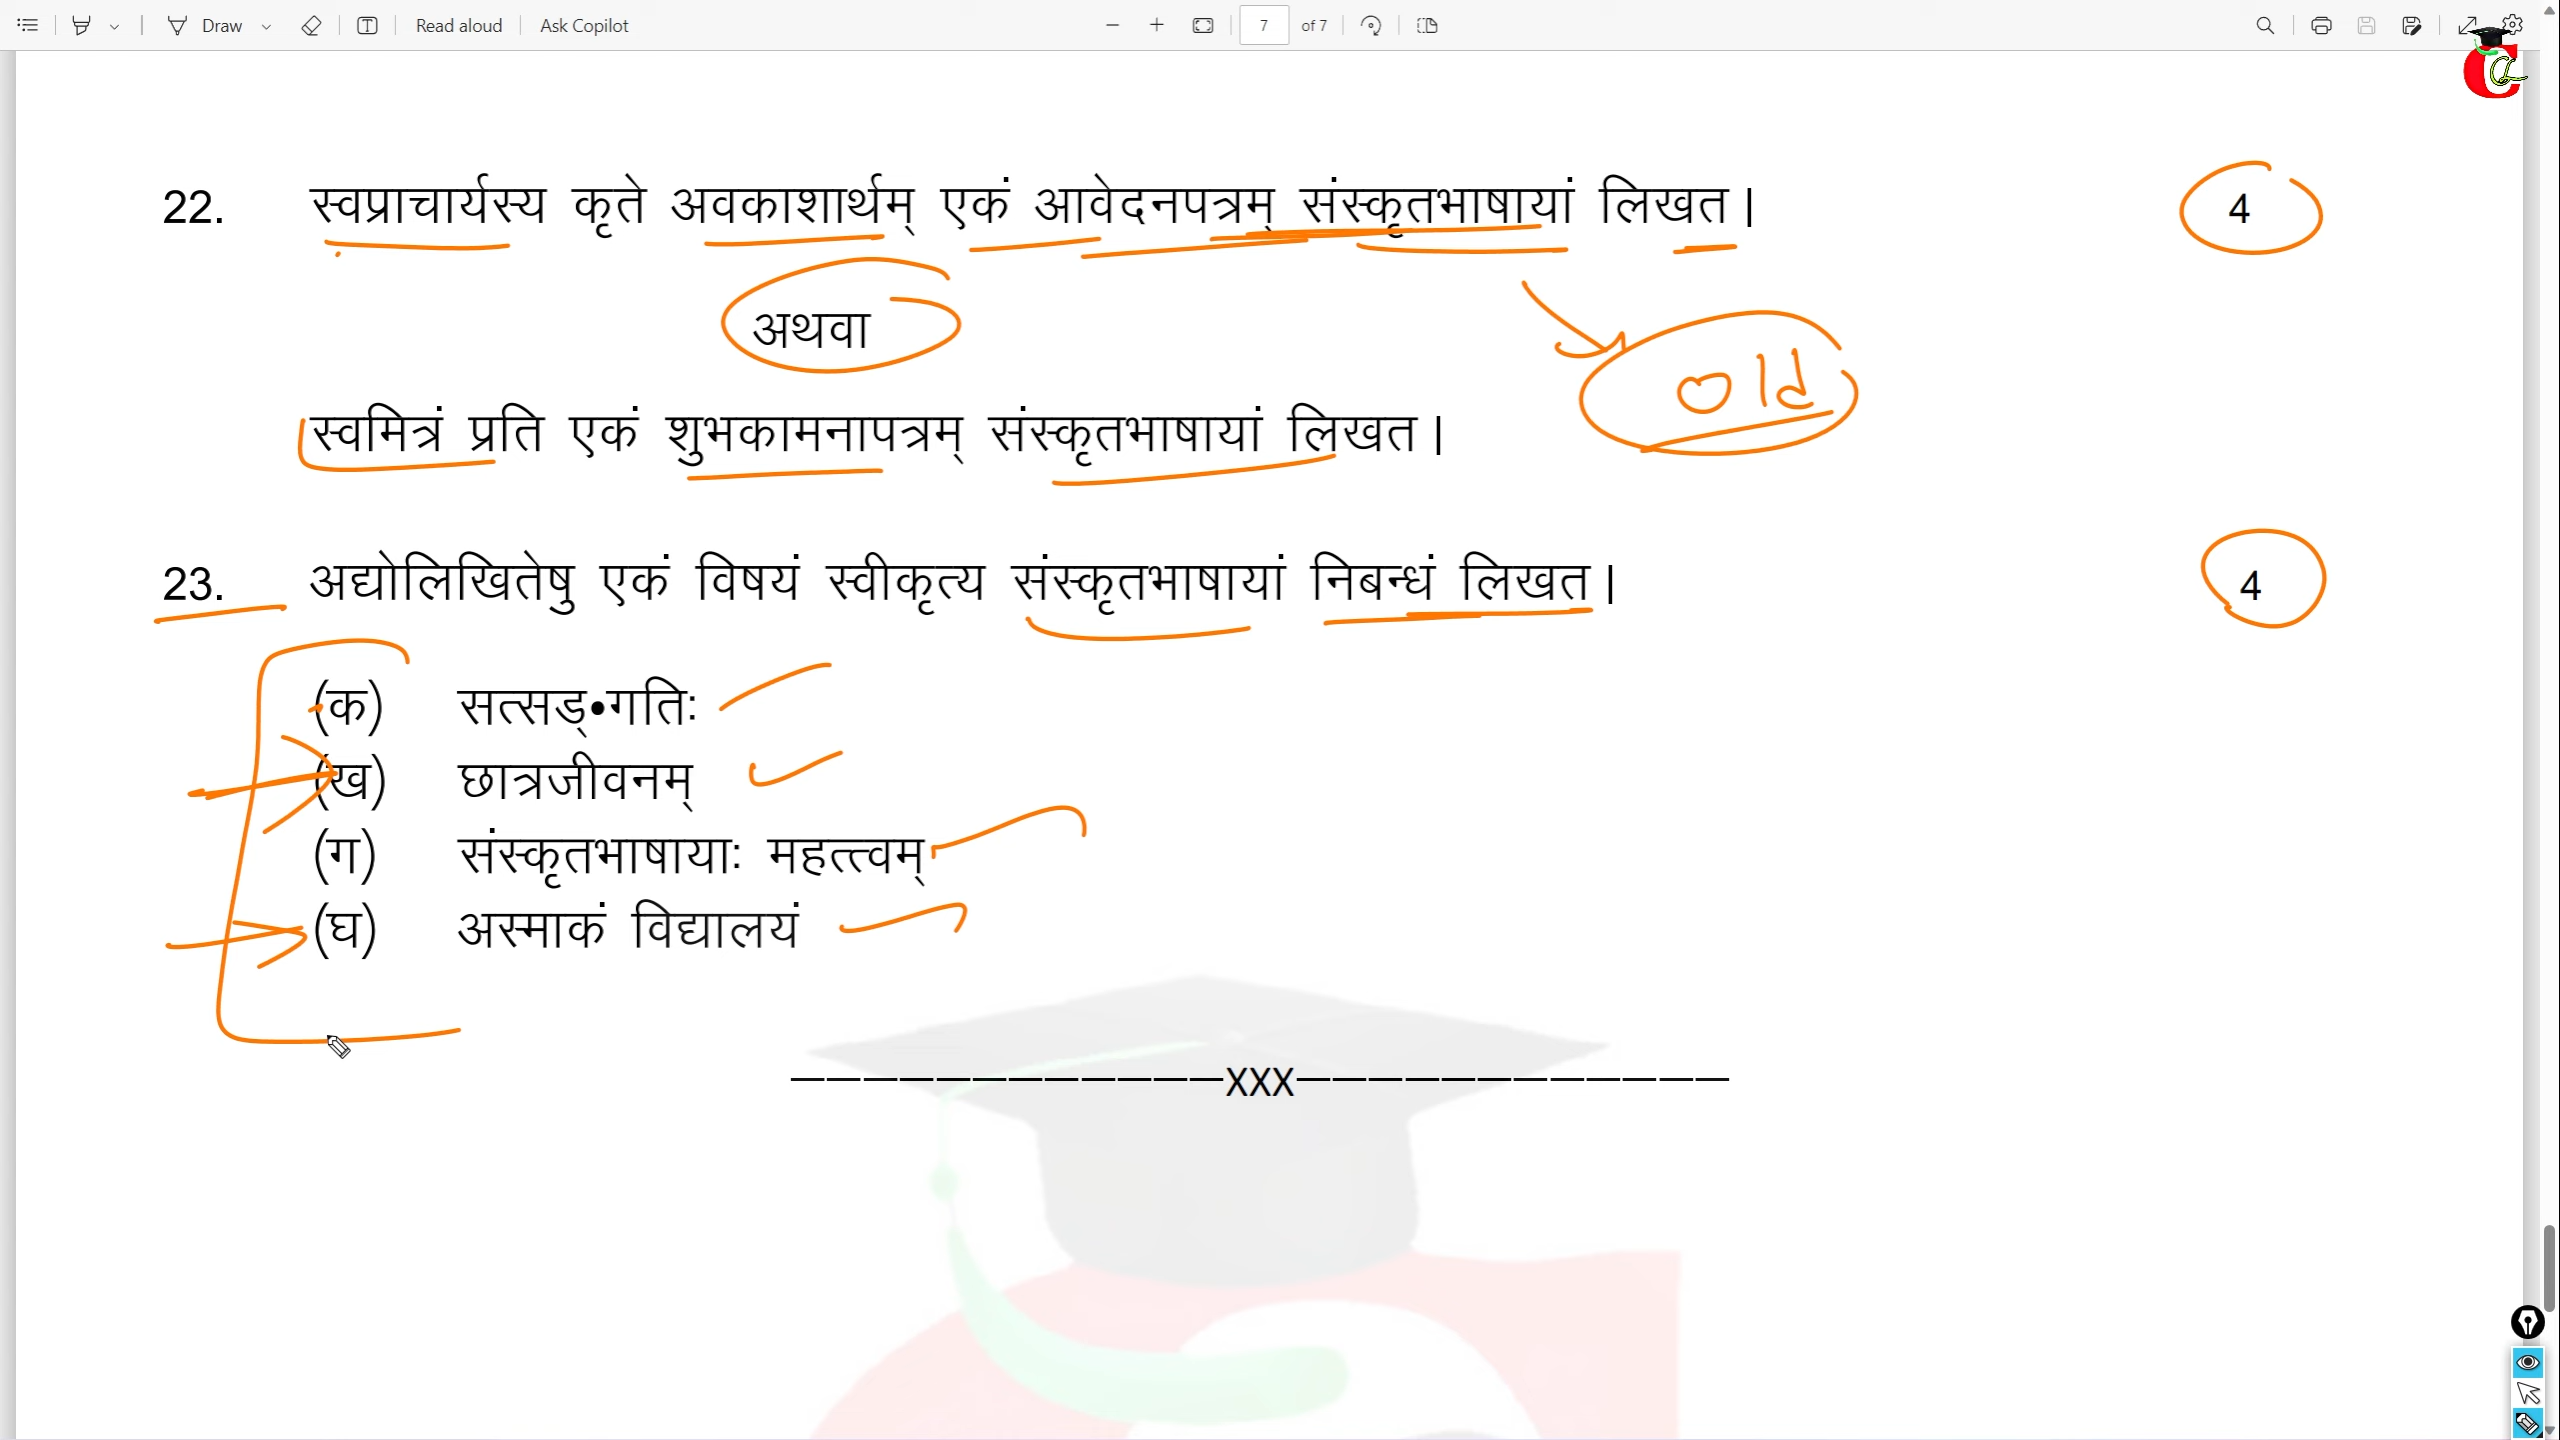 Draw Read aloud Ask Copilot 7 of 7
22. स्वप्राचार्यस्य कृते अवकाशार्थम् एकं आवेदनपत्रम् संस्कृतभाषायां लिखत। 4
अथवा
old
स्वमित्रं प्रति एकं शुभकामनापत्रम् संस्कृतभाषायां लिखत।
23. अद्योलिखितेषु एकं विषयं स्वीकृत्य संस्कृतभाषायां निबन्धं लिखत। 4
(क) सत्सड्•गतिः
(ख) छात्रजीवनम्
(ग) संस्कृतभाषायाः महत्त्वम्
(घ) अस्माकं विद्यालयं
————————————XXX————————————